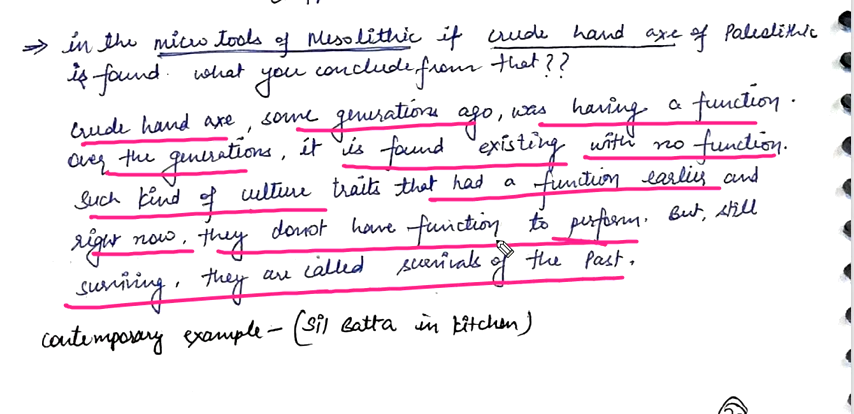 ⇒ in the micro tools of Mesolithic if crude hand axe of Paleolithic
is found. what you conclude from that??
Crude hand axe, some generations ago, was having a function.
Over the generations, it is found existing with no function.
Such kind of culture traits that had a function earlier and
right now, they donot have function to perform. But, still
surviving, they are called survivals of the Past.
Contemporary example – (Sil Batta in kitchen)